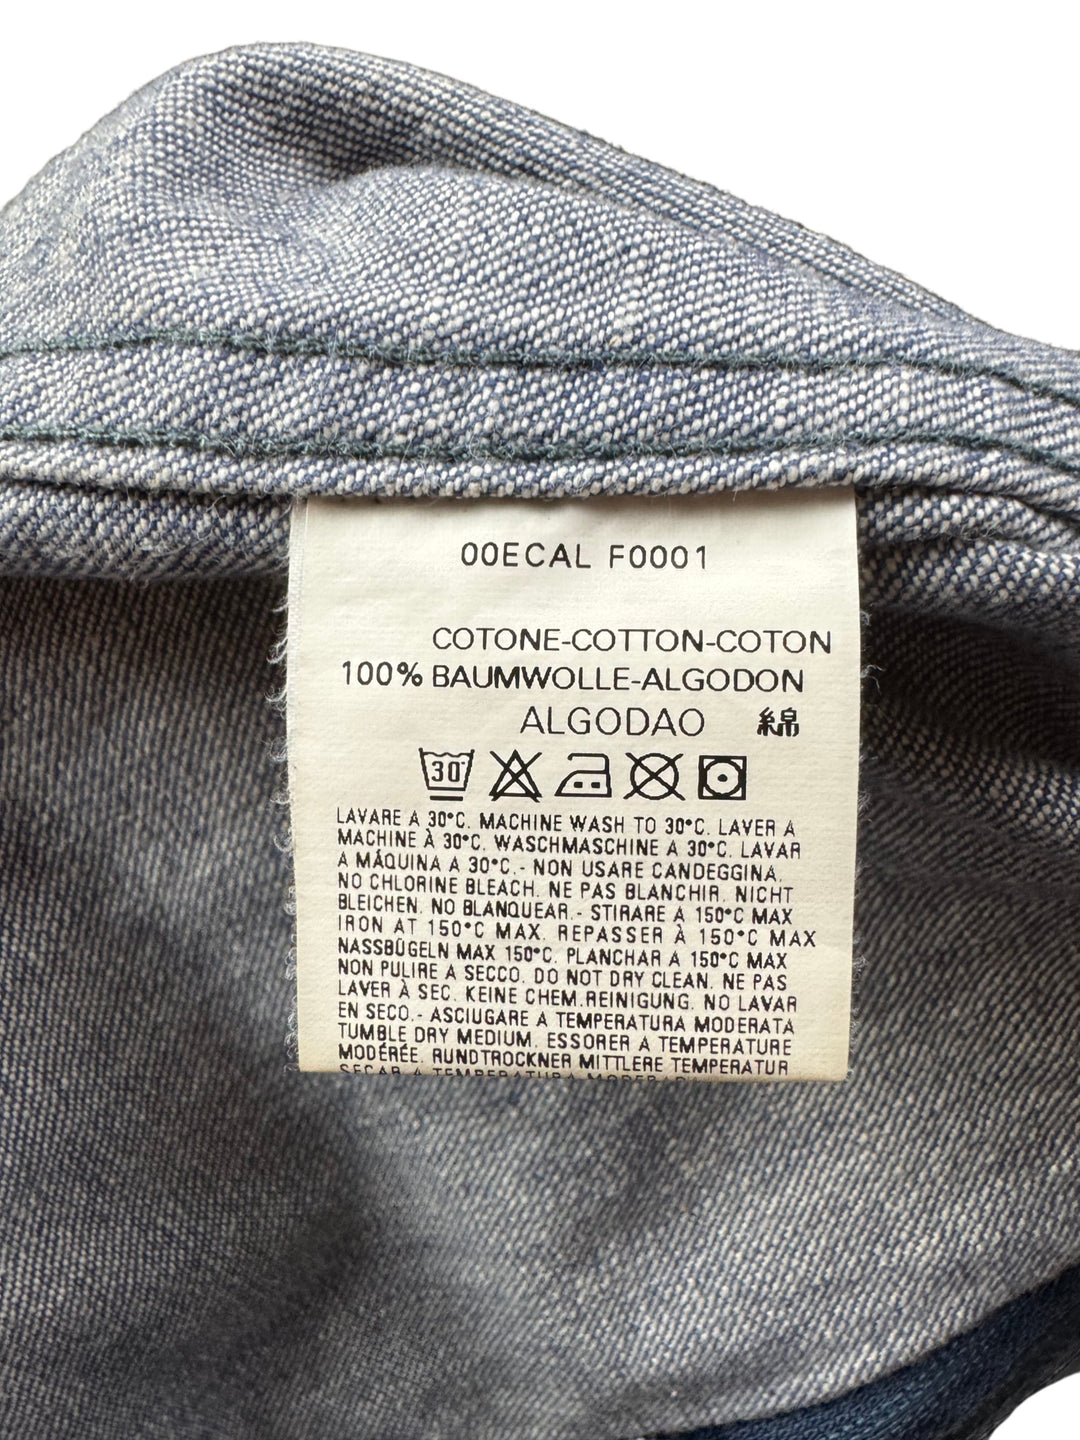 00ECAL F0001
COTONE-COTTON-COTON
100% BAUMWOLLE-ALGODON
ALGODAO 綿
30
LAVARE A 30°C. MACHINE WASH TO 30°C. LAVER A
MACHINE À 30°C. WASCHMASCHINE A 30°C. LAVAR
A MÁQUINA A 30°C.- NON USARE CANDEGGINA.
NO CHLORINE BLEACH. NE PAS BLANCHIR. NICHT
BLEICHEN. NO BLANQUEAR.- STIRARE A 150°C MAX
IRON AT 150°C MAX. REPASSER À 150°C MAX
NASSBÜGELN MAX 150°C. PLANCHAR A 150°C MAX
NON PULIRE A SECCO. DO NOT DRY CLEAN. NE PAS
LAVER À SEC. KEINE CHEM.REINIGUNG. NO LAVAR
EN SECO.- ASCIUGARE A TEMPERATURA MODERATA
TUMBLE DRY MEDIUM. ESSORER A TEMPERATURE
MODÉRÉE. RUNDTROCKNER MITTLERE TEMPERATUR
SECAR A TEMPERATURA MODERADA